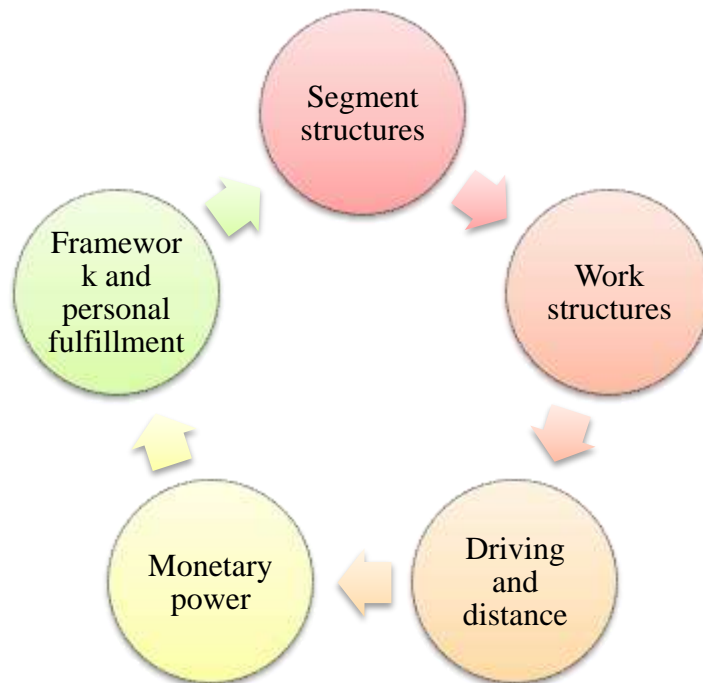 Segment
structures
Work
structures
Driving
and
distance
Monetary
power
Framewor
k and
personal
fulfillment